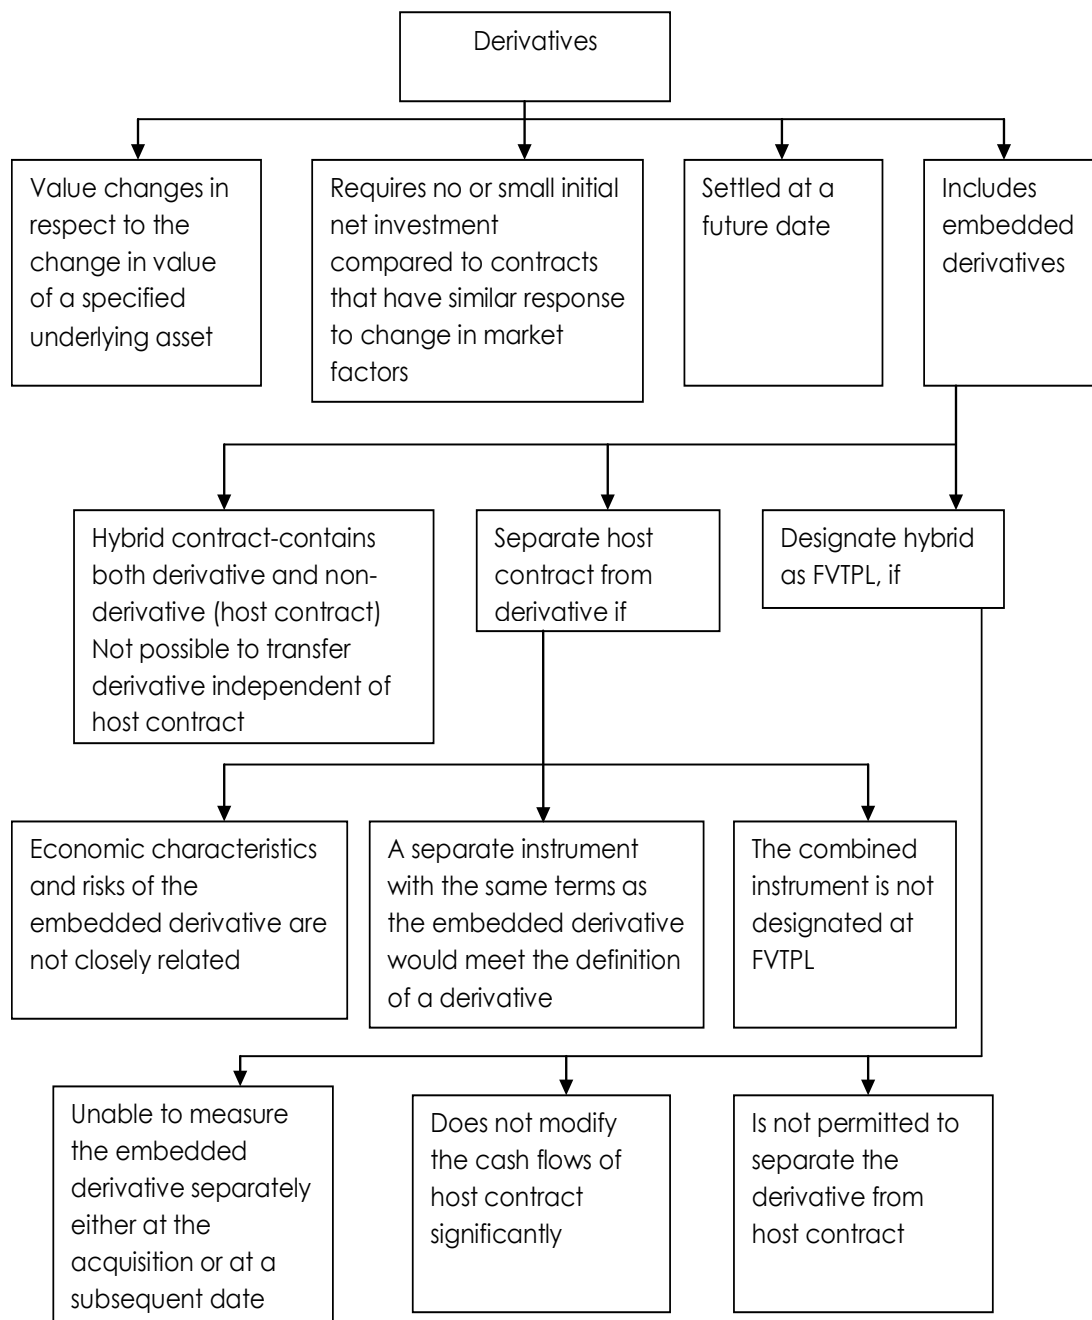 Derivatives
Value changes in
respect to the
change in value
of a specified
underlying asset
Requires no or small initial
net investment
compared to contracts
that have similar response
to change in market
factors
Settled at a
future date
Includes
embedded
derivatives
Hybrid contract-contains
both derivative and non-
derivative (host contract)
Not possible to transfer
derivative independent of
host contract
Separate host
contract from
derivative if
Designate hybrid
as FVTPL, if
Economic characteristics
and risks of the
embedded derivative are
not closely related
A separate instrument
with the same terms as
the embedded derivative
would meet the definition
of a derivative
The combined
instrument is not
designated at
FVTPL
Unable to measure
the embedded
derivative separately
either at the
acquisition or at a
subsequent date
Does not modify
the cash flows of
host contract
significantly
Is not permitted to
separate the
derivative from
host contract